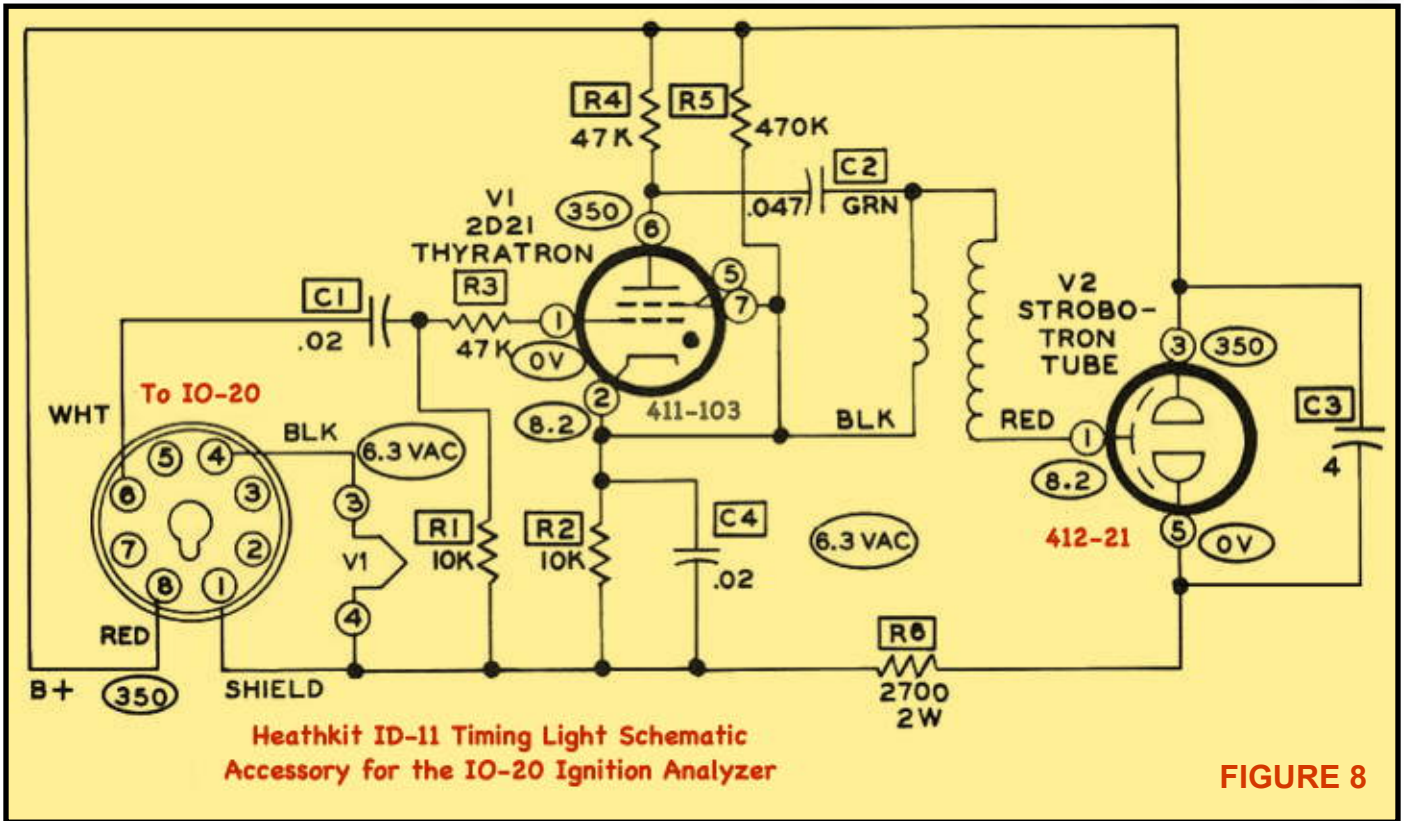 R4
47K
R5
470K
C2
.047
GRN
V1
2D21
THYRATRON
350
6
5
7
C1
.02
R3
47K
1
0V
2
8.2
411-103
V2
STROBO-
TRON
TUBE
3
350
C3
4
To IO-20
WHT
BLK
6.3 VAC
BLK
RED
1
8.2
412-21
5
0V
5
4
6
3
7
2
8
1
3
V1
4
R1
10K
R2
10K
C4
.02
6.3 VAC
RED
B+
350
SHIELD
R6
2700
2W
Heathkit ID-11 Timing Light Schematic
Accessory for the IO-20 Ignition Analyzer
FIGURE 8